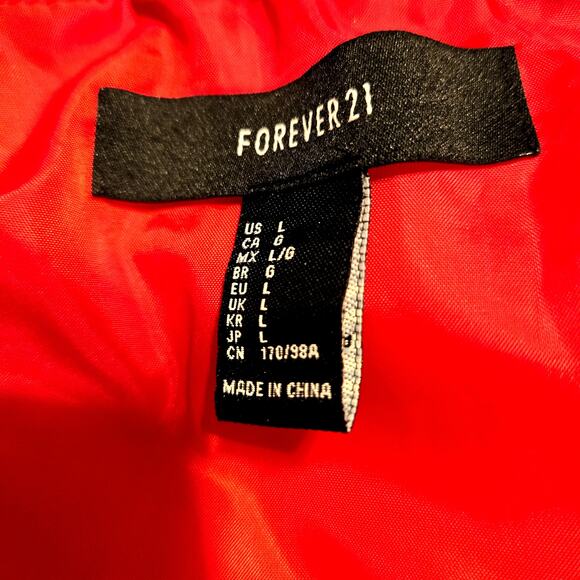 FOREVER 21
US L
CA G
MX L/G
BR G
EU L
UK L
KR L
JP L
CN 170/98A
MADE IN CHINA